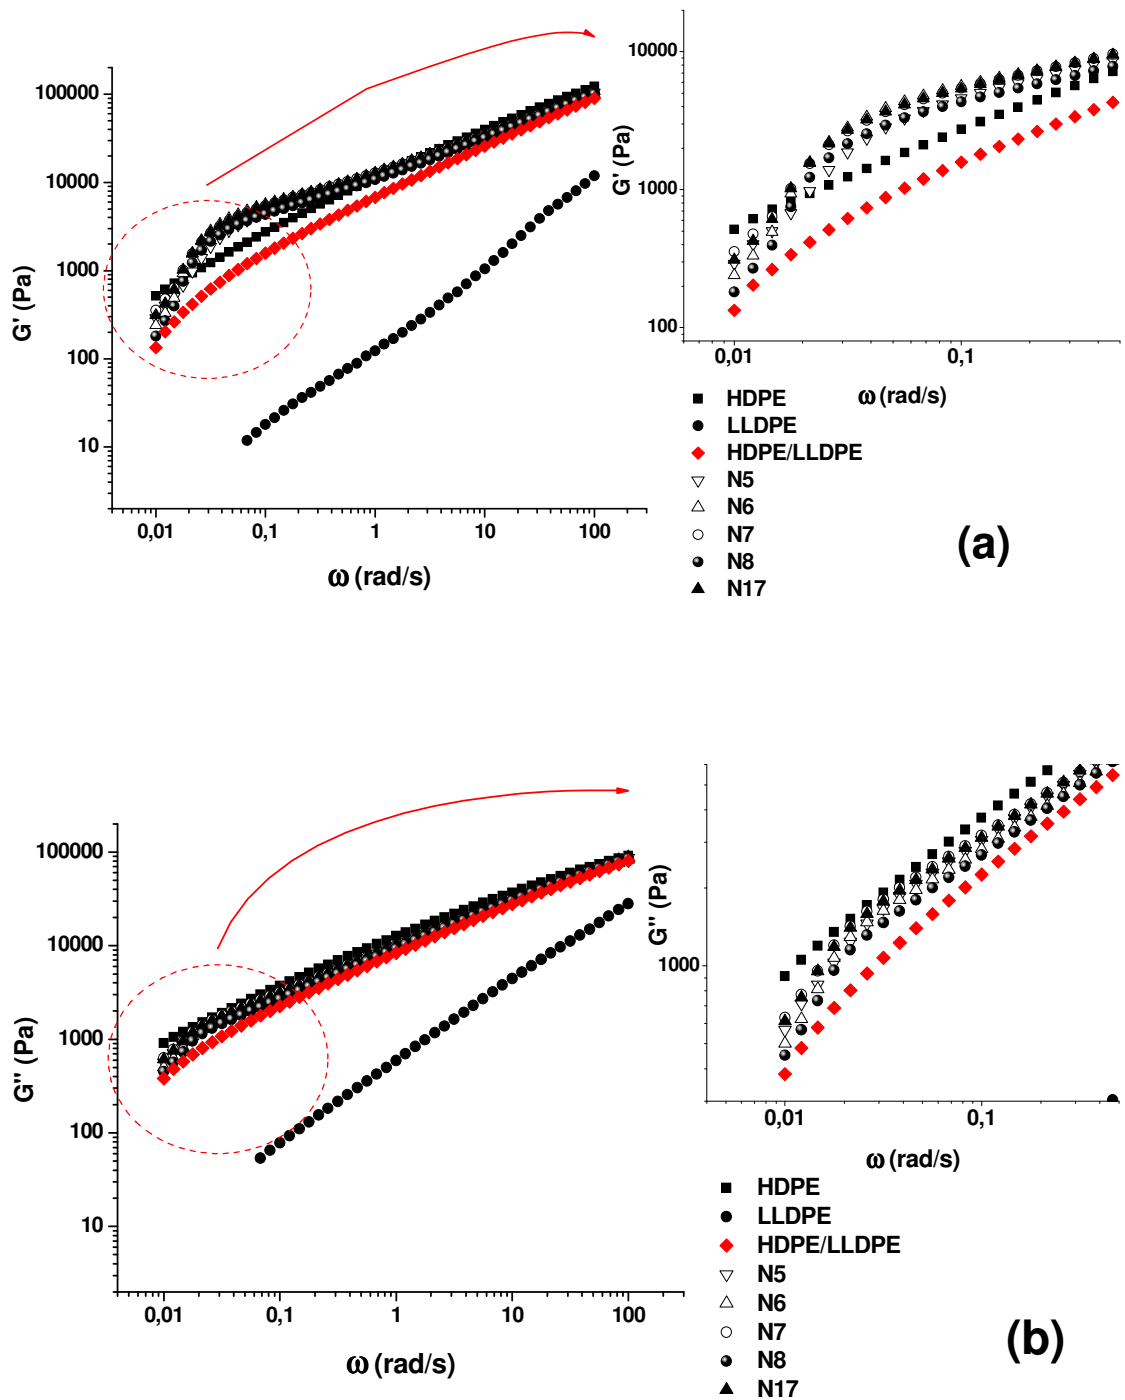 100000
10000
1000
100
10
G' (Pa)
0,01 0,1 1 10 100
ω (rad/s)
10000
1000
100
G' (Pa)
0,01 0,1
ω (rad/s)
HDPE
LLDPE
HDPE/LLDPE
N5
N6
N7
N8
N17
(a)
100000
10000
1000
100
10
G'' (Pa)
0,01 0,1 1 10 100
ω (rad/s)
1000
G'' (Pa)
0,01 0,1
ω (rad/s)
HDPE
LLDPE
HDPE/LLDPE
N5
N6
N7
N8
N17
(b)